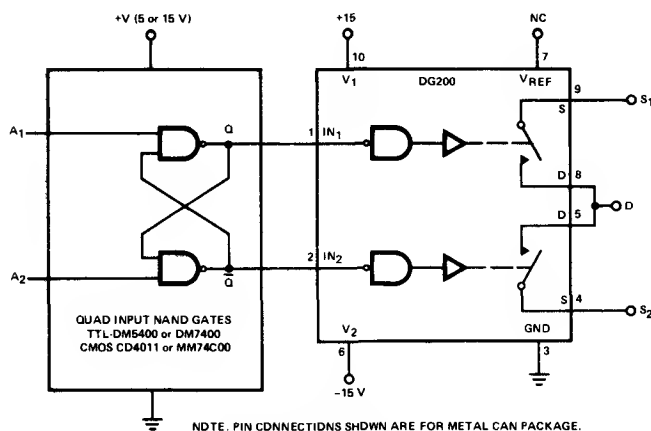 +V (5 or 15 V)
+15
NC
10
7
V1
DG200
VREF
9
S1
S
A1
Q
1
IN1
D
8
D
D
5
A2
2
IN2
Q
S
4
S2
QUAD INPUT NAND GATES
TTL-DM5400 or DM7400
CMOS CD4011 or MM74C00
V2
GND
6
3
-15 V
NDTE. PIN CDNNECTIDNS SHDWN ARE FOR METAL CAN PACKAGE.